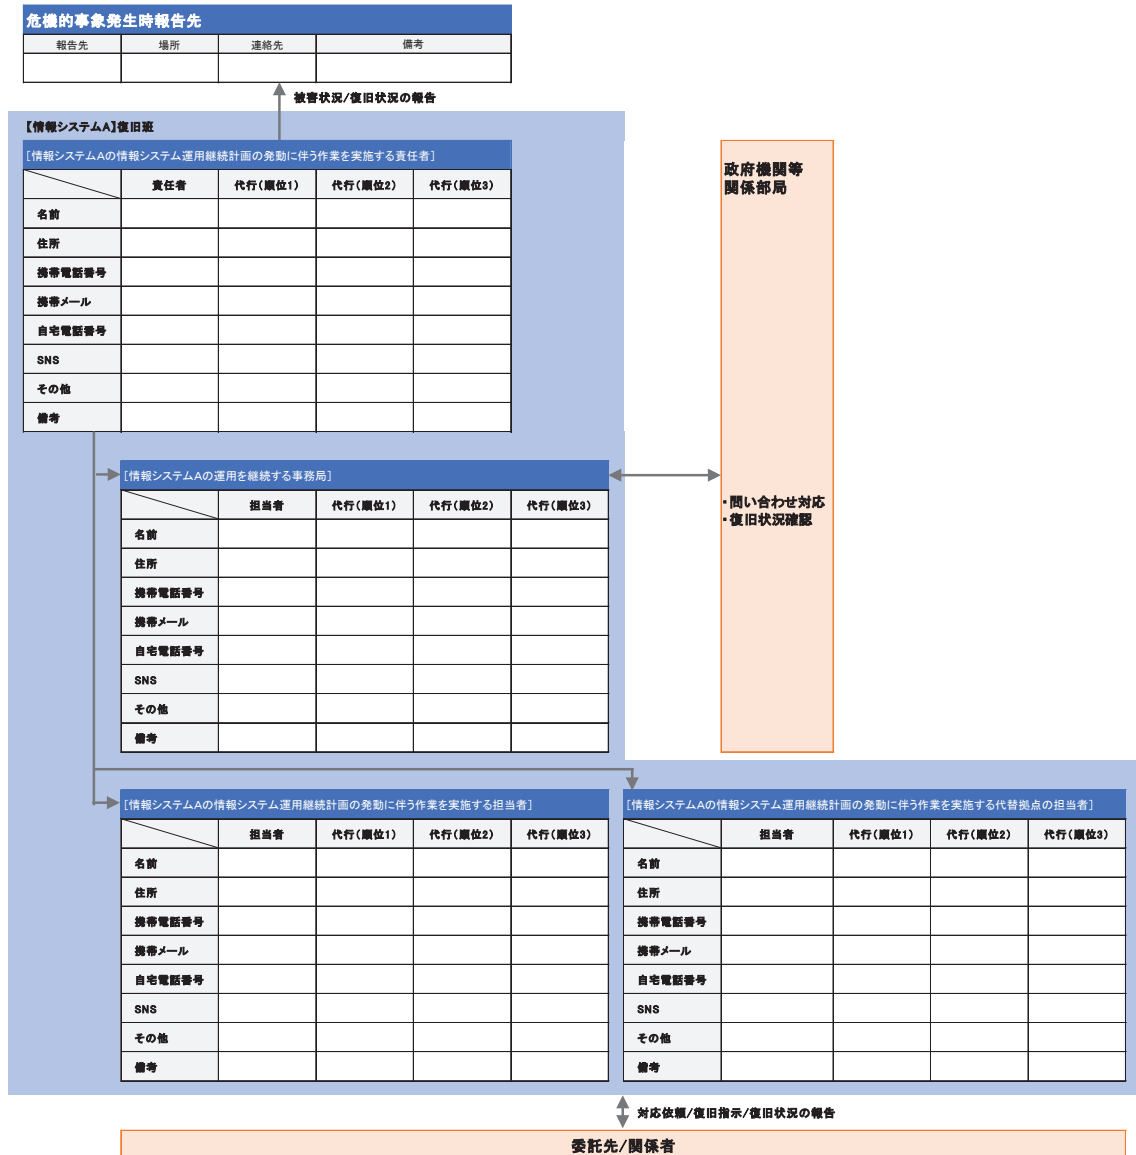 危機的事象発生時報告先
報告先 場所 連絡先 備考
被害状況/復旧状況の報告
【情報システムA】復旧班
[情報システムAの情報システム運用継続計画の発動に伴う作業を実施する責任者]
責任者 代行(順位1) 代行(順位2) 代行(順位3)
名前
住所
携帯電話番号
携帯メール
自宅電話番号
SNS
その他
備考
政府機関等
関係部局
・問い合わせ対応
・復旧状況確認
[情報システムAの運用を継続する事務局]
担当者 代行(順位1) 代行(順位2) 代行(順位3)
名前
住所
携帯電話番号
携帯メール
自宅電話番号
SNS
その他
備考
[情報システムAの情報システム運用継続計画の発動に伴う作業を実施する担当者]
担当者 代行(順位1) 代行(順位2) 代行(順位3)
名前
住所
携帯電話番号
携帯メール
自宅電話番号
SNS
その他
備考
[情報システムAの情報システム運用継続計画の発動に伴う作業を実施する代替拠点の担当者]
担当者 代行(順位1) 代行(順位2) 代行(順位3)
名前
住所
携帯電話番号
携帯メール
自宅電話番号
SNS
その他
備考
対応依頼/復旧指示/復旧状況の報告
委託先/関係者